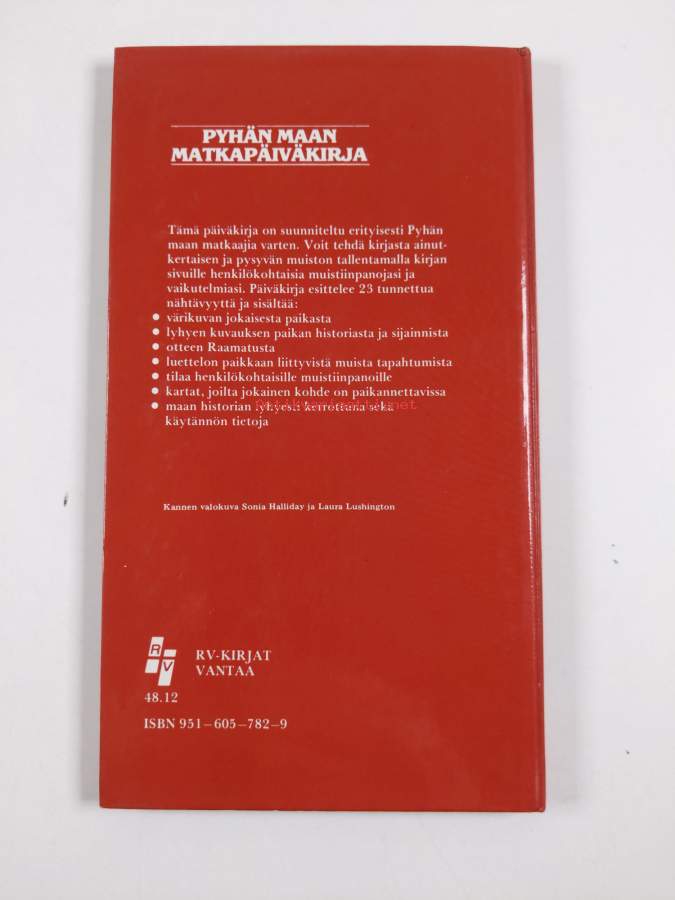 PYHÄN MAAN
MATKAPÄIVÄKIRJA
Tämä päiväkirja on suunniteltu erityisesti Pyhän
maan matkaajia varten. Voit tehdä kirjasta ainut-
kertaisen ja pysyvän muiston tallentamalla kirjan
sivuille henkilökohtaisia muistiinpanojasi ja
vaikutelmiasi. Päiväkirja esittelee 23 tunnettua
nähtävyyttä ja sisältää:
• värikuvan jokaisesta paikasta
• lyhyen kuvauksen paikan historiasta ja sijainnista
• otteen Raamatusta
• luettelon paikkaan liittyvistä muista tapahtumista
• tilaa henkilökohtaisille muistiinpanoille
• kartat, joilta jokainen kohde on paikannettavissa
• maan historian lyhyesti kerrottuna sekä
käytännön tietoja
Kannen valokuva Sonia Halliday ja Laura Lushington
R
V
RV-KIRJAT
VANTAA
48.12
ISBN 951-605-782-9